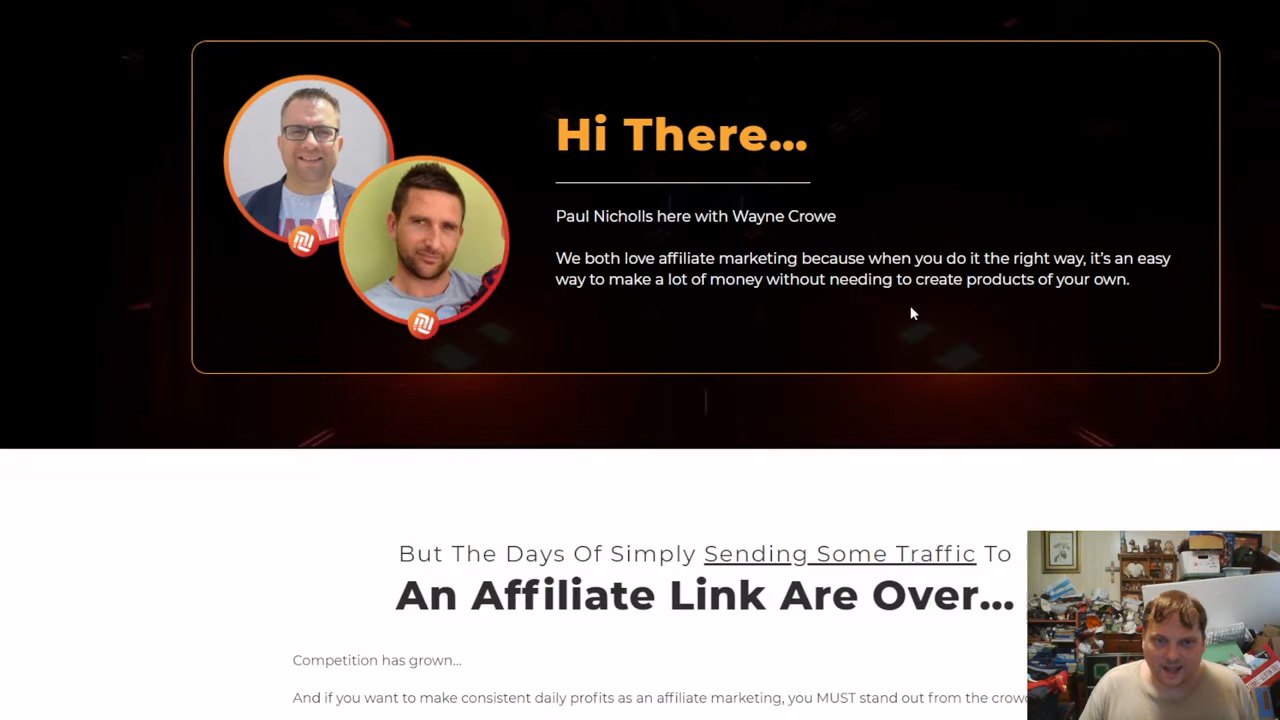 Hi There...
Paul Nicholls here with Wayne Crowe
We both love affiliate marketing because when you do it the right way, it's an easy
way to make a lot of money without needing to create products of your own.
But The Days Of Simply Sending Some Traffic To
An Affiliate Link Are Over...
Competition has grown...
And if you want to make consistent daily profits as an affiliate marketing, you MUST stand out from the